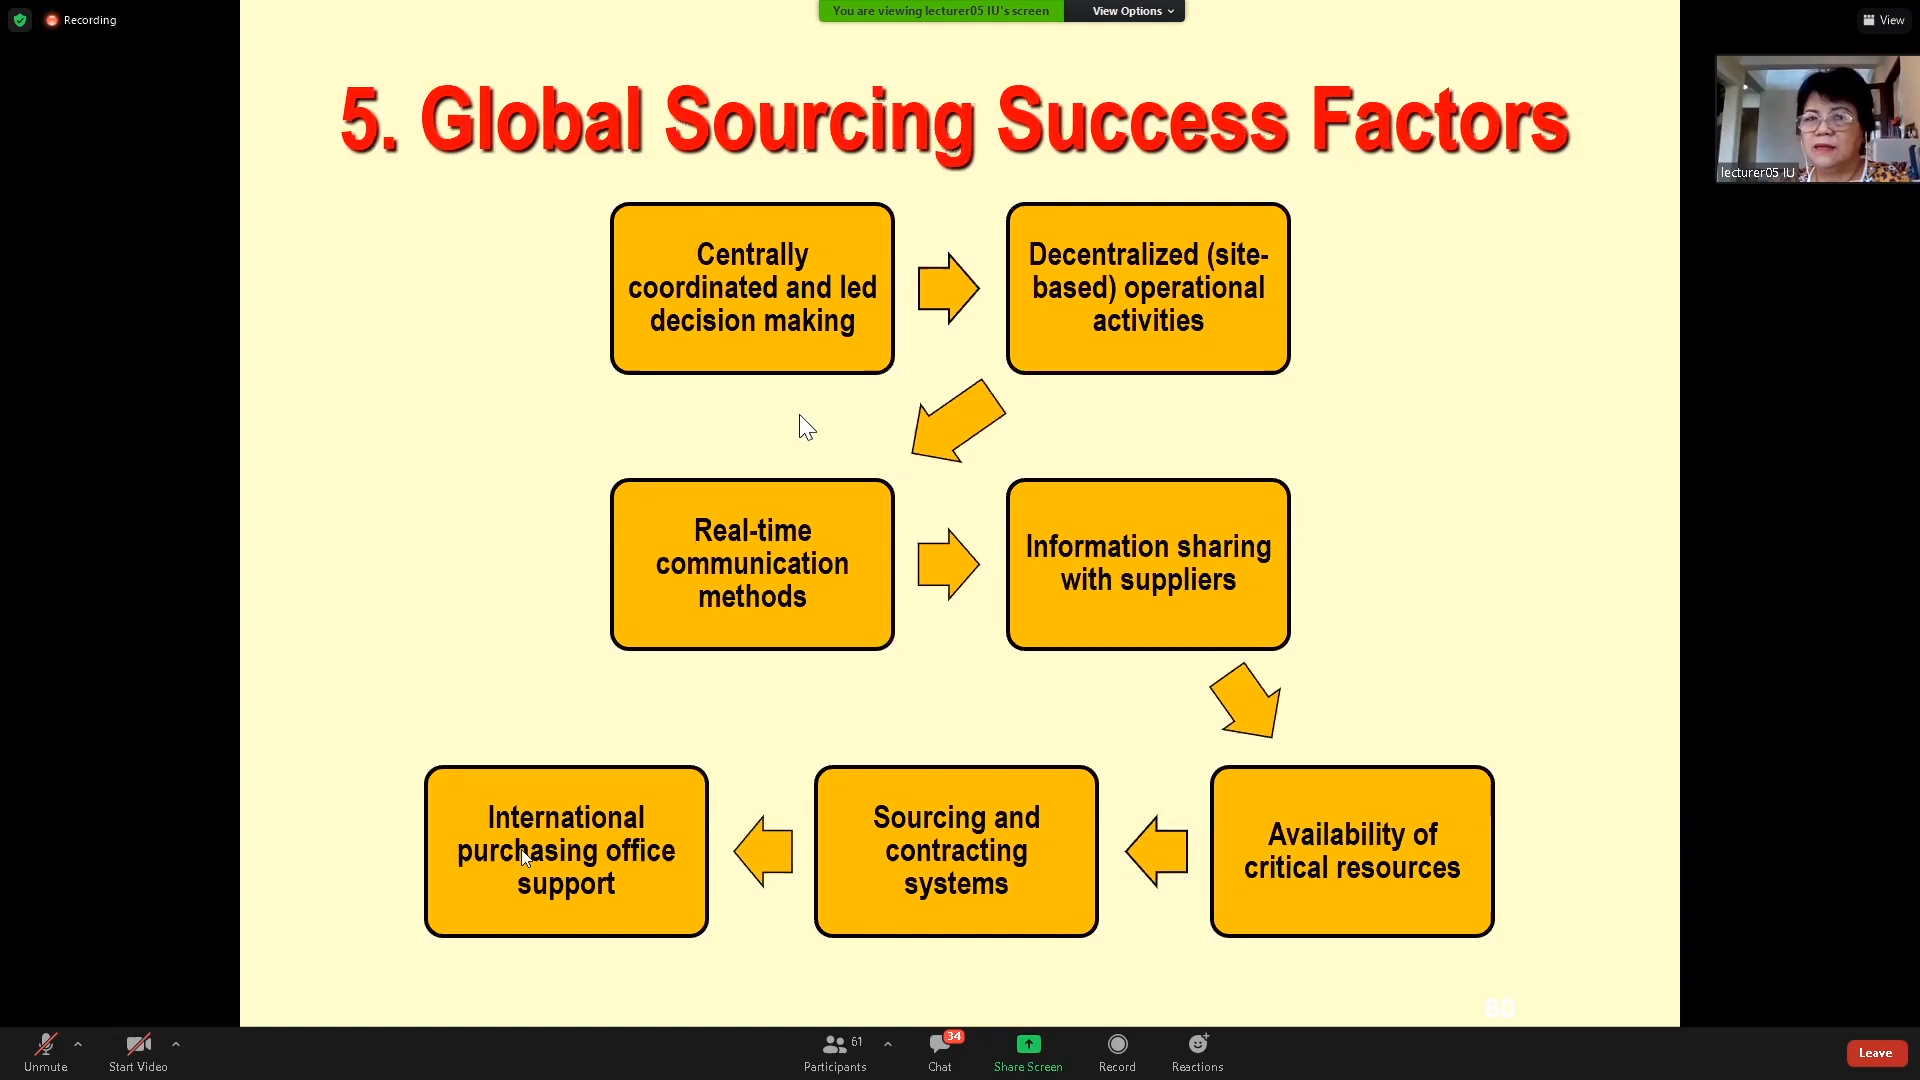 Recording
You are viewing lecturer05 IU's screen
View Options
View
5. Global Sourcing Success Factors
lecturer05 IU
Centrally
coordinated and led
decision making
Decentralized (site-
based) operational
activities
Real-time
communication
methods
Information sharing
with suppliers
International
purchasing office
support
Sourcing and
contracting
systems
Availability of
critical resources
60
Unmute
Start Video
61
Participants
34
Chat
Share Screen
Record
Reactions
Leave